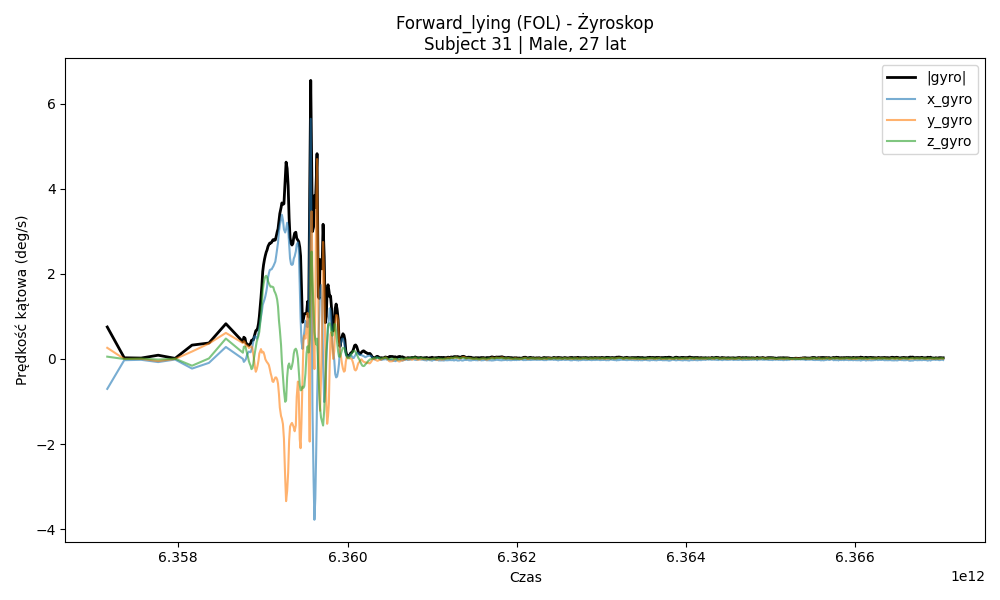 Forward_lying (FOL) - Żyroskop
Subject 31 | Male, 27 lat
|gyro|
x_gyro
y_gyro
z_gyro
Prędkość kątowa (deg/s)
6
4
2
0
−2
−4
6.358
6.360
6.362
6.364
6.366
1e12
Czas